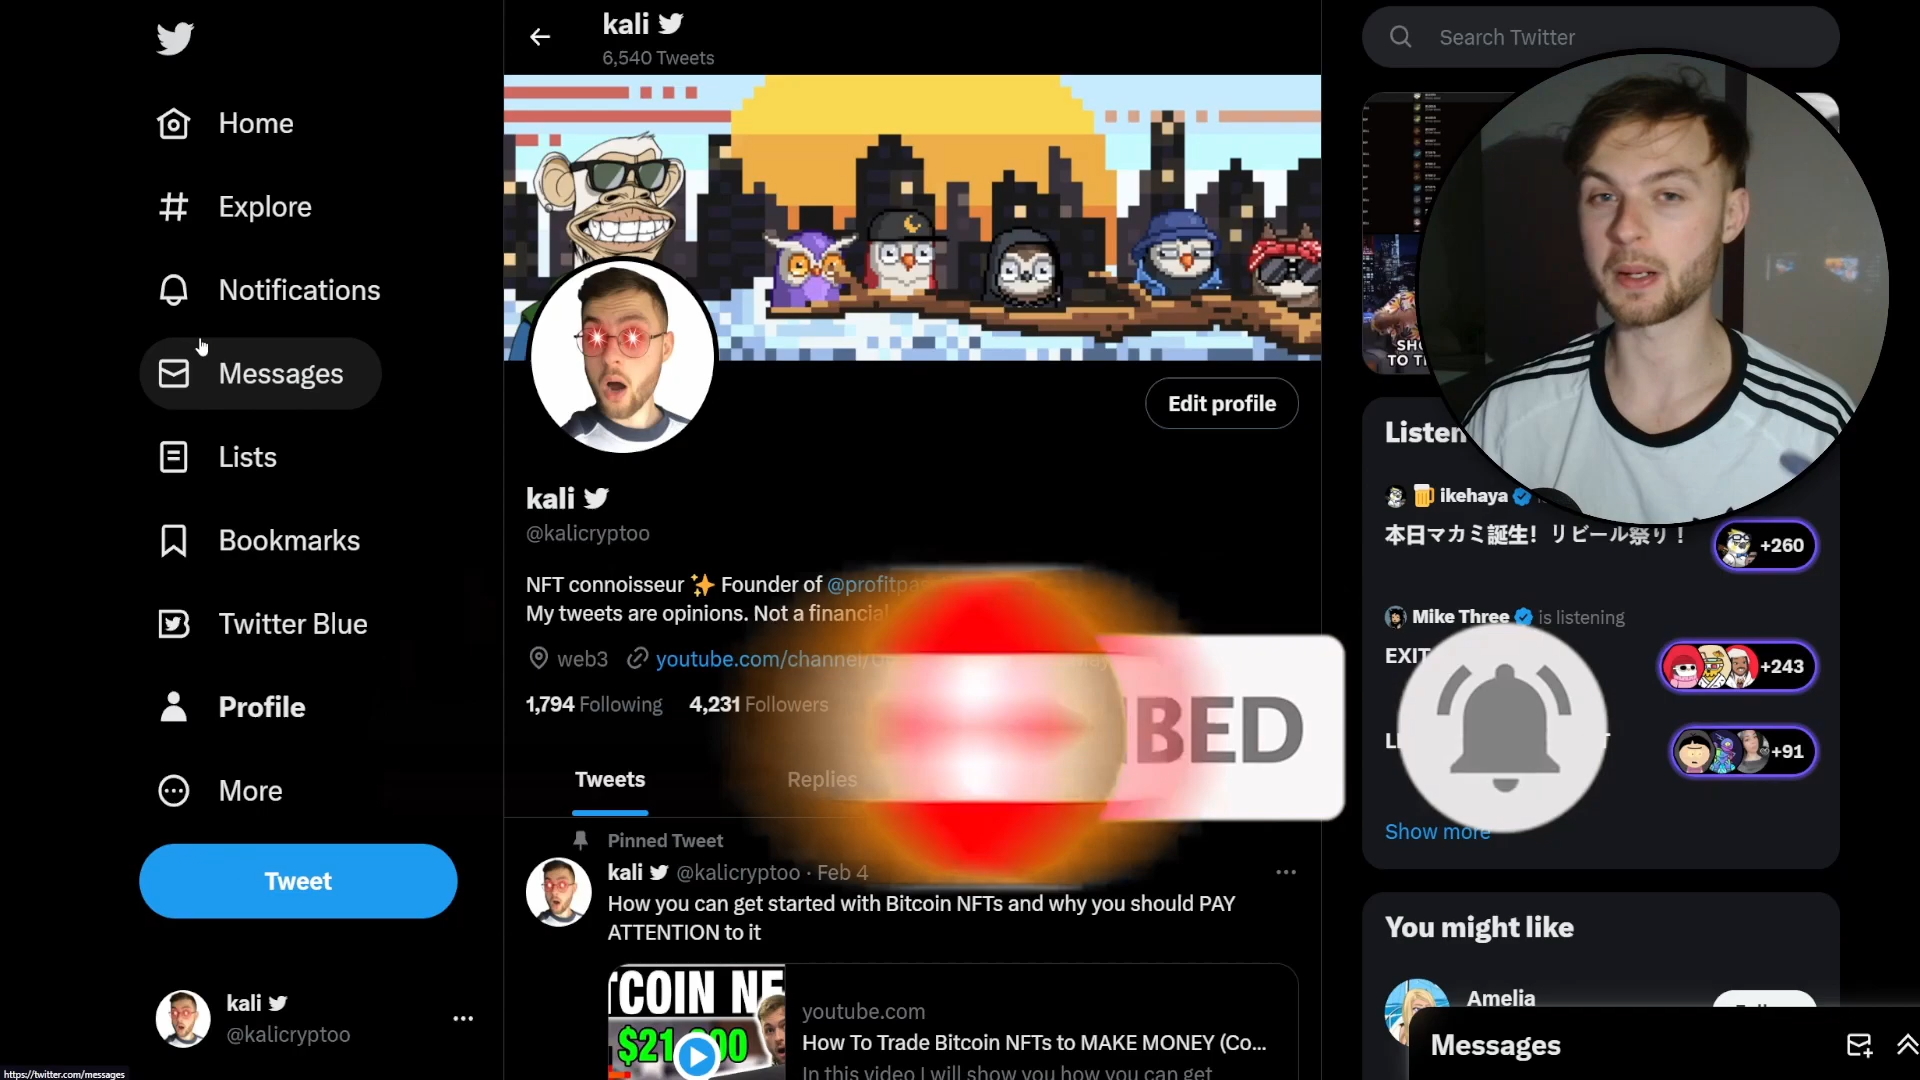 kali
6,540 Tweets
Search Twitter
Home
Explore
Notifications
Messages
Lists
Bookmarks
Twitter Blue
Profile
More
Tweet
kali
@kalicryptoo
Edit profile
kali
@kalicryptoo
NFT connoisseur ✨ Founder of
My tweets are opinions. Not a financial
web3 youtube.com/channel/
1,794 Following 4,231 Followers
Tweets Replies
Pinned Tweet
kali @kalicryptoo · Feb 4
How you can get started with Bitcoin NFTs and why you should PAY
ATTENTION to it
youtube.com
How To Trade Bitcoin NFTs to MAKE MONEY (Co...
In this video I will show you how you can get
TO
ikehaya
本日マカミ誕生！リビール祭り！
+260
Mike Three is listening
EXIT
+243
+91
Show more
You might like
Amelia
Messages
https://twitter.com/messages